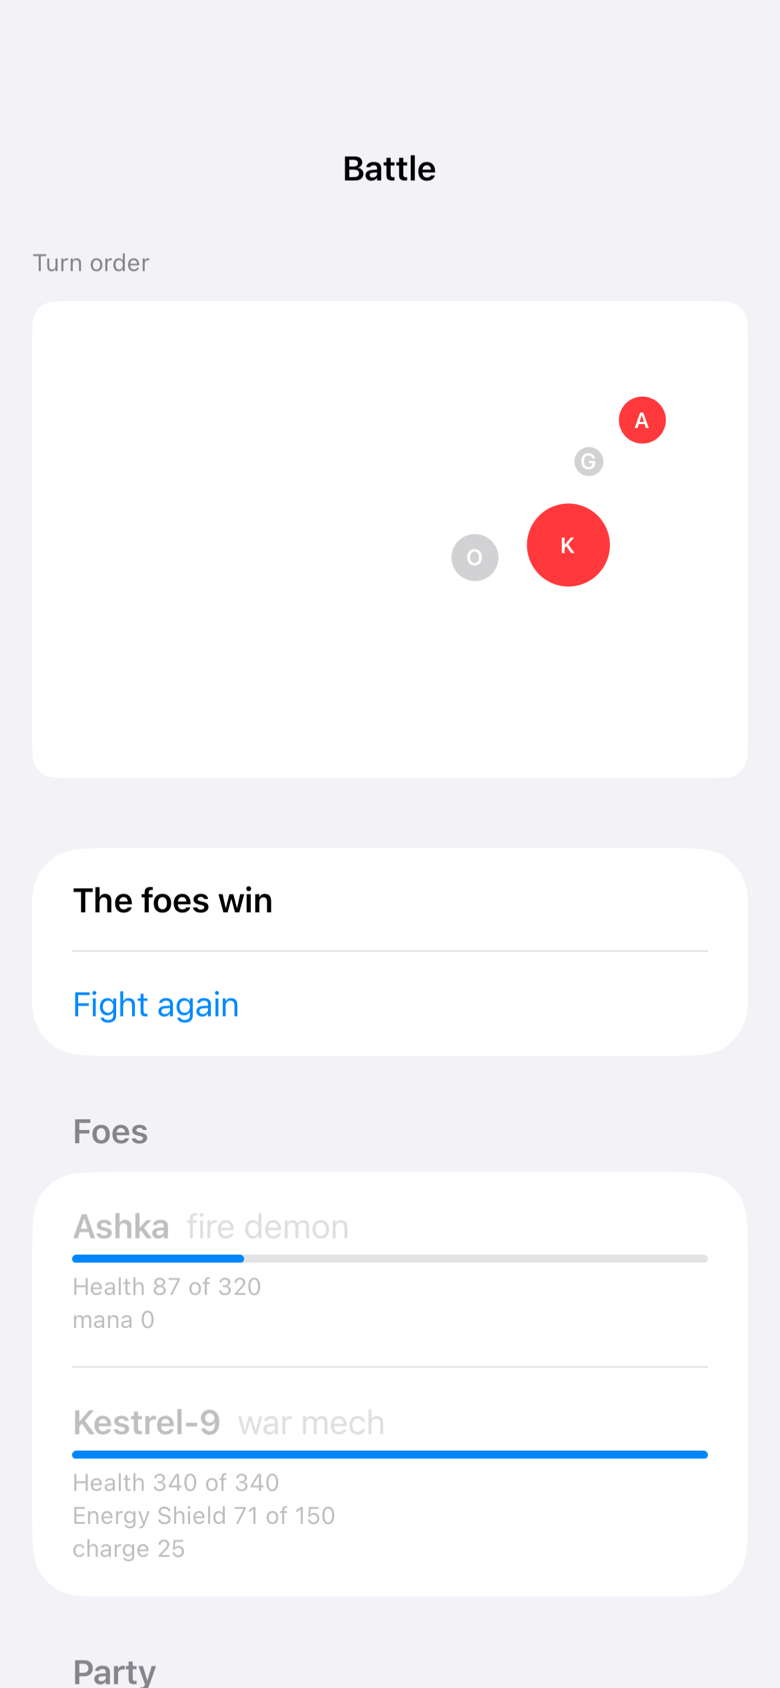 Battle
Turn order
A
G
K
O
The foes win
Fight again
Foes
Ashka fire demon
Health 87 of 320
mana 0
Kestrel-9 war mech
Health 340 of 340
Energy Shield 71 of 150
charge 25
Party